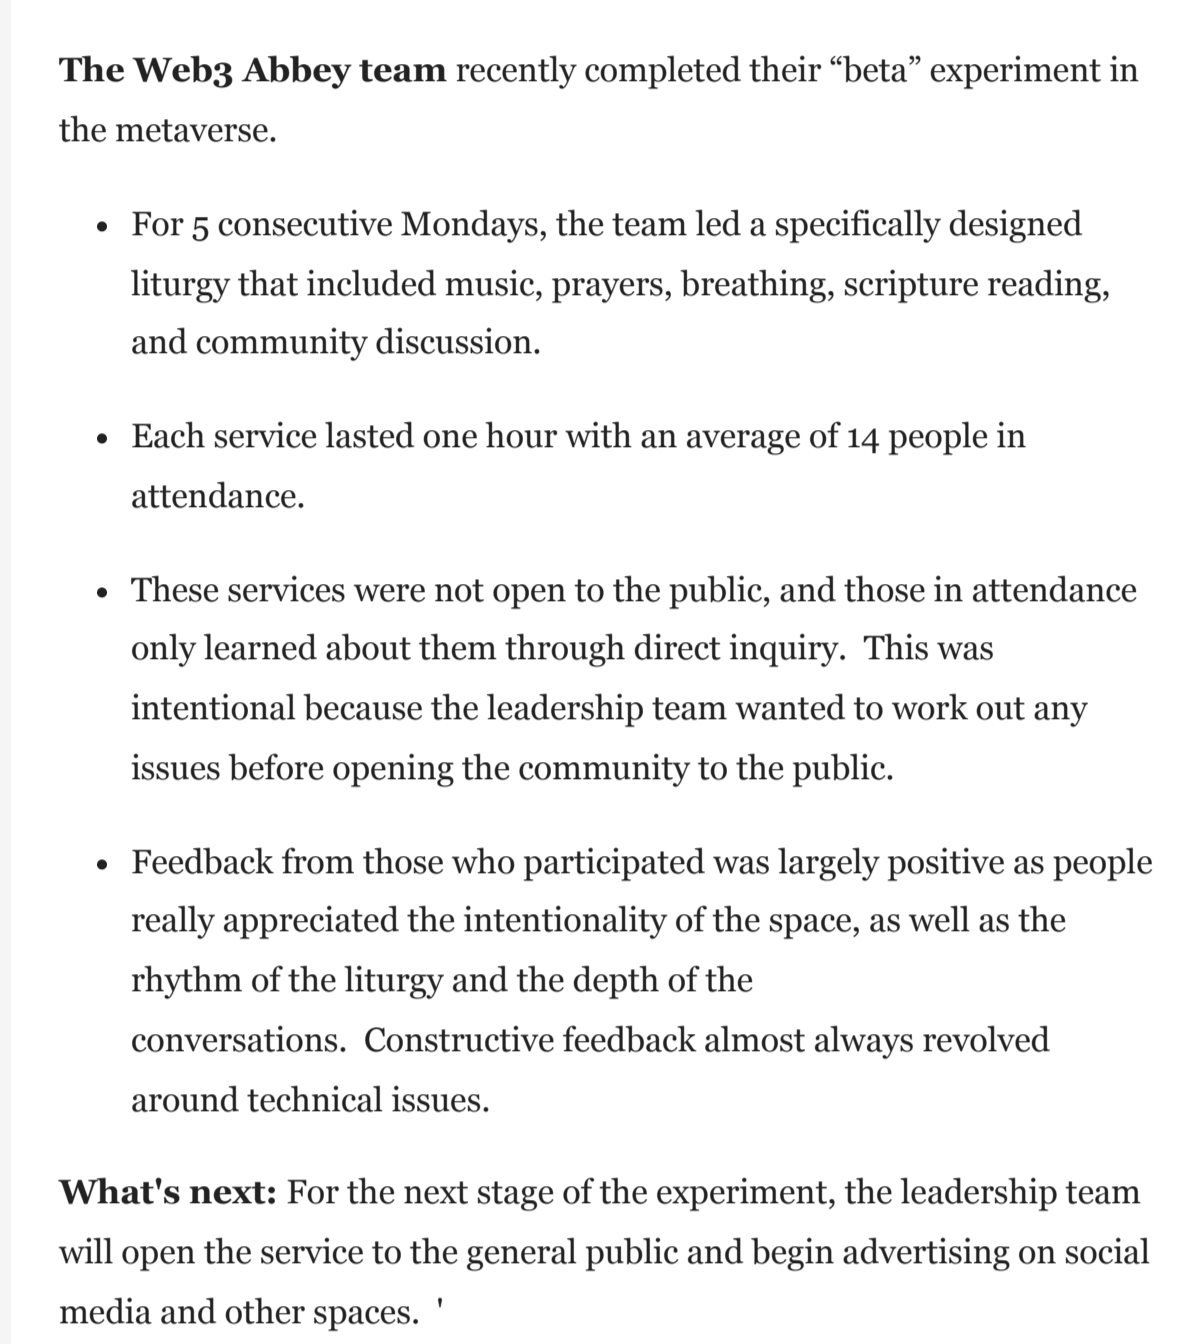 The Web3 Abbey team recently completed their “beta” experiment in
the metaverse.
• For 5 consecutive Mondays, the team led a specifically designed
liturgy that included music, prayers, breathing, scripture reading,
and community discussion.
• Each service lasted one hour with an average of 14 people in
attendance.
• These services were not open to the public, and those in attendance
only learned about them through direct inquiry.  This was
intentional because the leadership team wanted to work out any
issues before opening the community to the public.
• Feedback from those who participated was largely positive as people
really appreciated the intentionality of the space, as well as the
rhythm of the liturgy and the depth of the
conversations.  Constructive feedback almost always revolved
around technical issues.
What's next: For the next stage of the experiment, the leadership team
will open the service to the general public and begin advertising on social
media and other spaces.  '